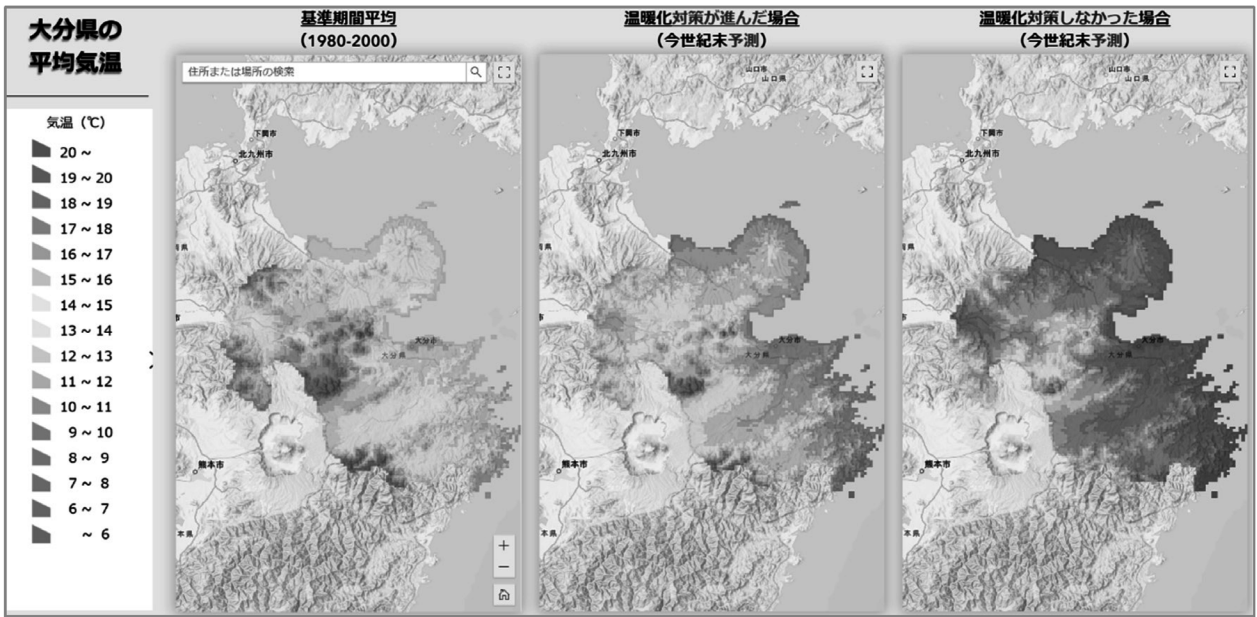 大分県の
平均気温
気温（℃）
20 ~
19 ~ 20
18 ~ 19
17 ~ 18
16 ~ 17
15 ~ 16
14 ~ 15
13 ~ 14
12 ~ 13
11 ~ 12
10 ~ 11
9 ~ 10
8 ~ 9
7 ~ 8
6 ~ 7
~ 6
基準期間平均
（1980-2000）
住所または場所の検索
下関市
北九州市
大分市
大分県
熊本市
本県
+
−
温暖化対策が進んだ場合
（今世紀末予測）
山口市
山口県
下関市
北九州市
県
大分市
大分県
熊本市
本県
温暖化対策しなかった場合
（今世紀末予測）
山口市
山口県
下関市
北九州市
県
大分市
大分県
熊本市
本県